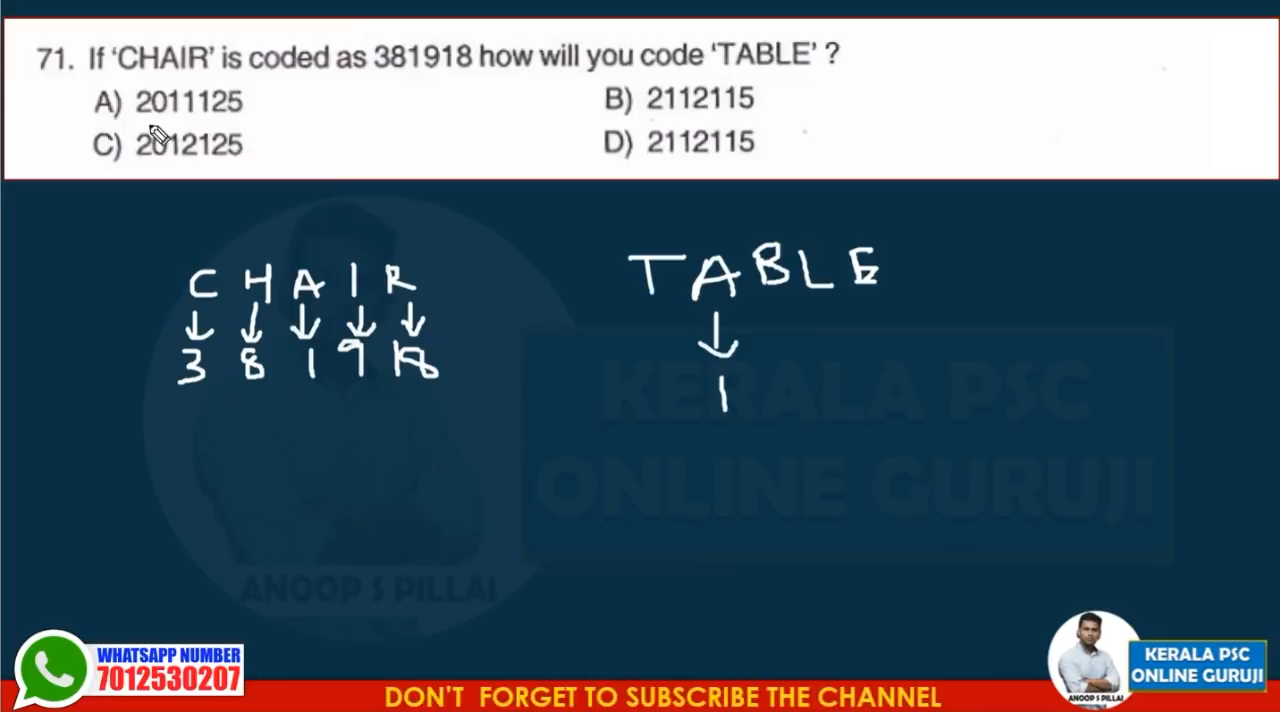 71. If 'CHAIR' is coded as 381918 how will you code 'TABLE' ?
A) 2011125
B) 2112115
C) 2012125
D) 2112115
C H A I R
↓ ↓ ↓ ↓ ↓
3 8 1 9 18
T A B L E
↓
1
KERALA PSC
ONLINE GURUJI
ANOOP S PILLAI
WHATSAPP NUMBER
7012530207
DON'T FORGET TO SUBSCRIBE THE CHANNEL
ANOOP S PILLAI
KERALA PSC
ONLINE GURUJI